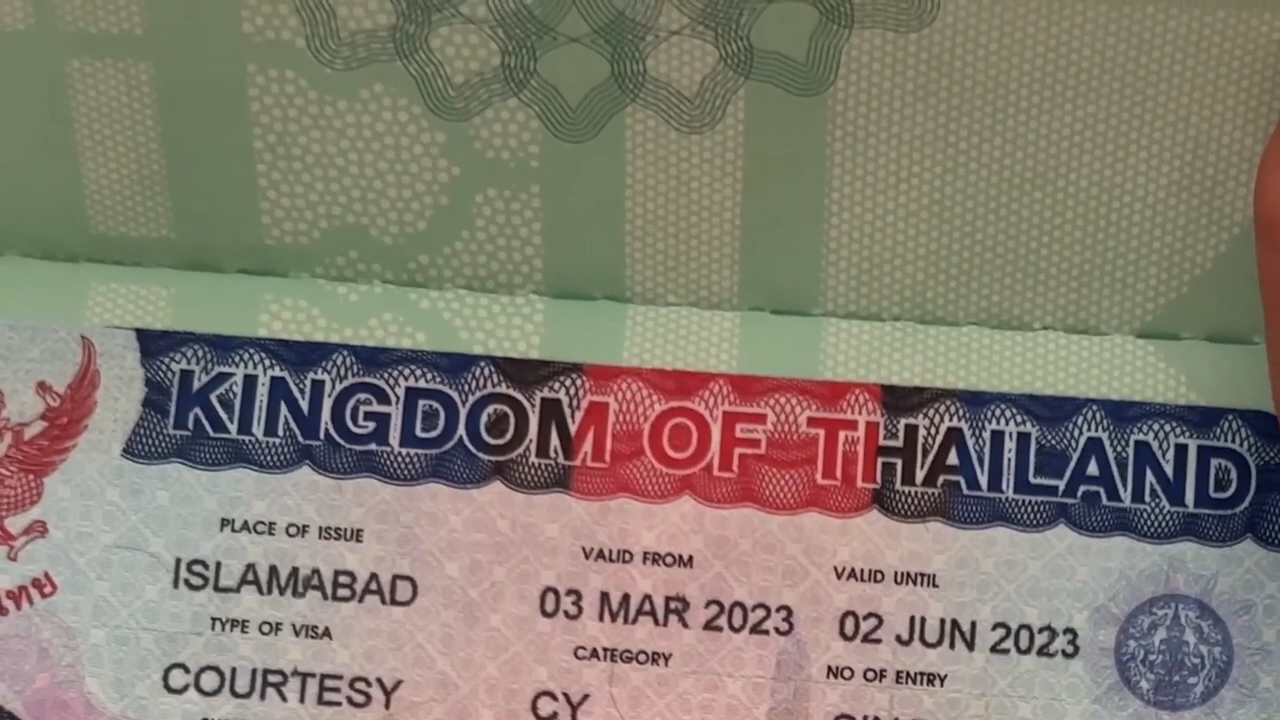 KINGDOM OF THAILAND
PLACE OF ISSUE
ISLAMABAD
VALID FROM
03 MAR 2023
VALID UNTIL
02 JUN 2023
TYPE OF VISA
COURTESY
CATEGORY
CY
NO OF ENTRY